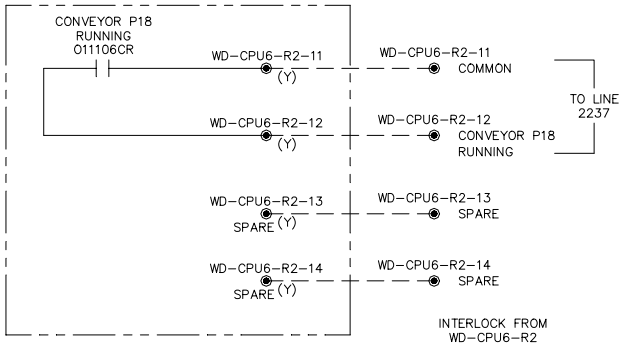 CONVEYOR P18
RUNNING
011106CR
WD-CPU6-R2-11
(Y)
WD-CPU6-R2-11
COMMON
WD-CPU6-R2-12
(Y)
WD-CPU6-R2-12
CONVEYOR P18
RUNNING
TO LINE
2237
WD-CPU6-R2-13
SPARE (Y)
WD-CPU6-R2-13
SPARE
WD-CPU6-R2-14
SPARE (Y)
WD-CPU6-R2-14
SPARE
INTERLOCK FROM
WD-CPU6-R2